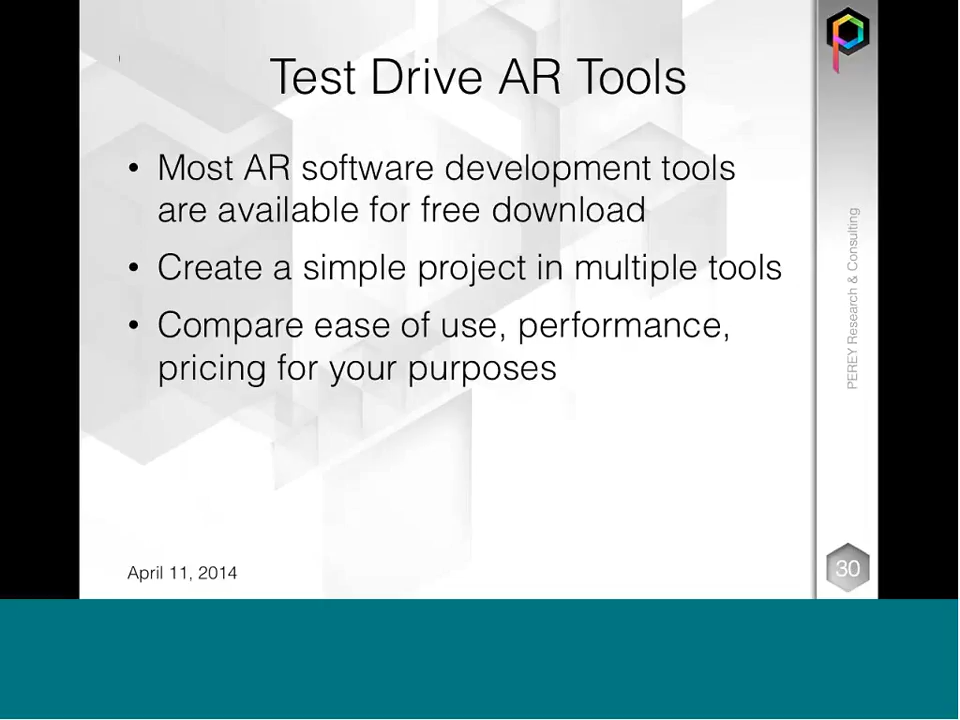 Test Drive AR Tools
• Most AR software development tools
are available for free download
• Create a simple project in multiple tools
• Compare ease of use, performance,
pricing for your purposes
April 11, 2014
PEREY Research & Consulting
30